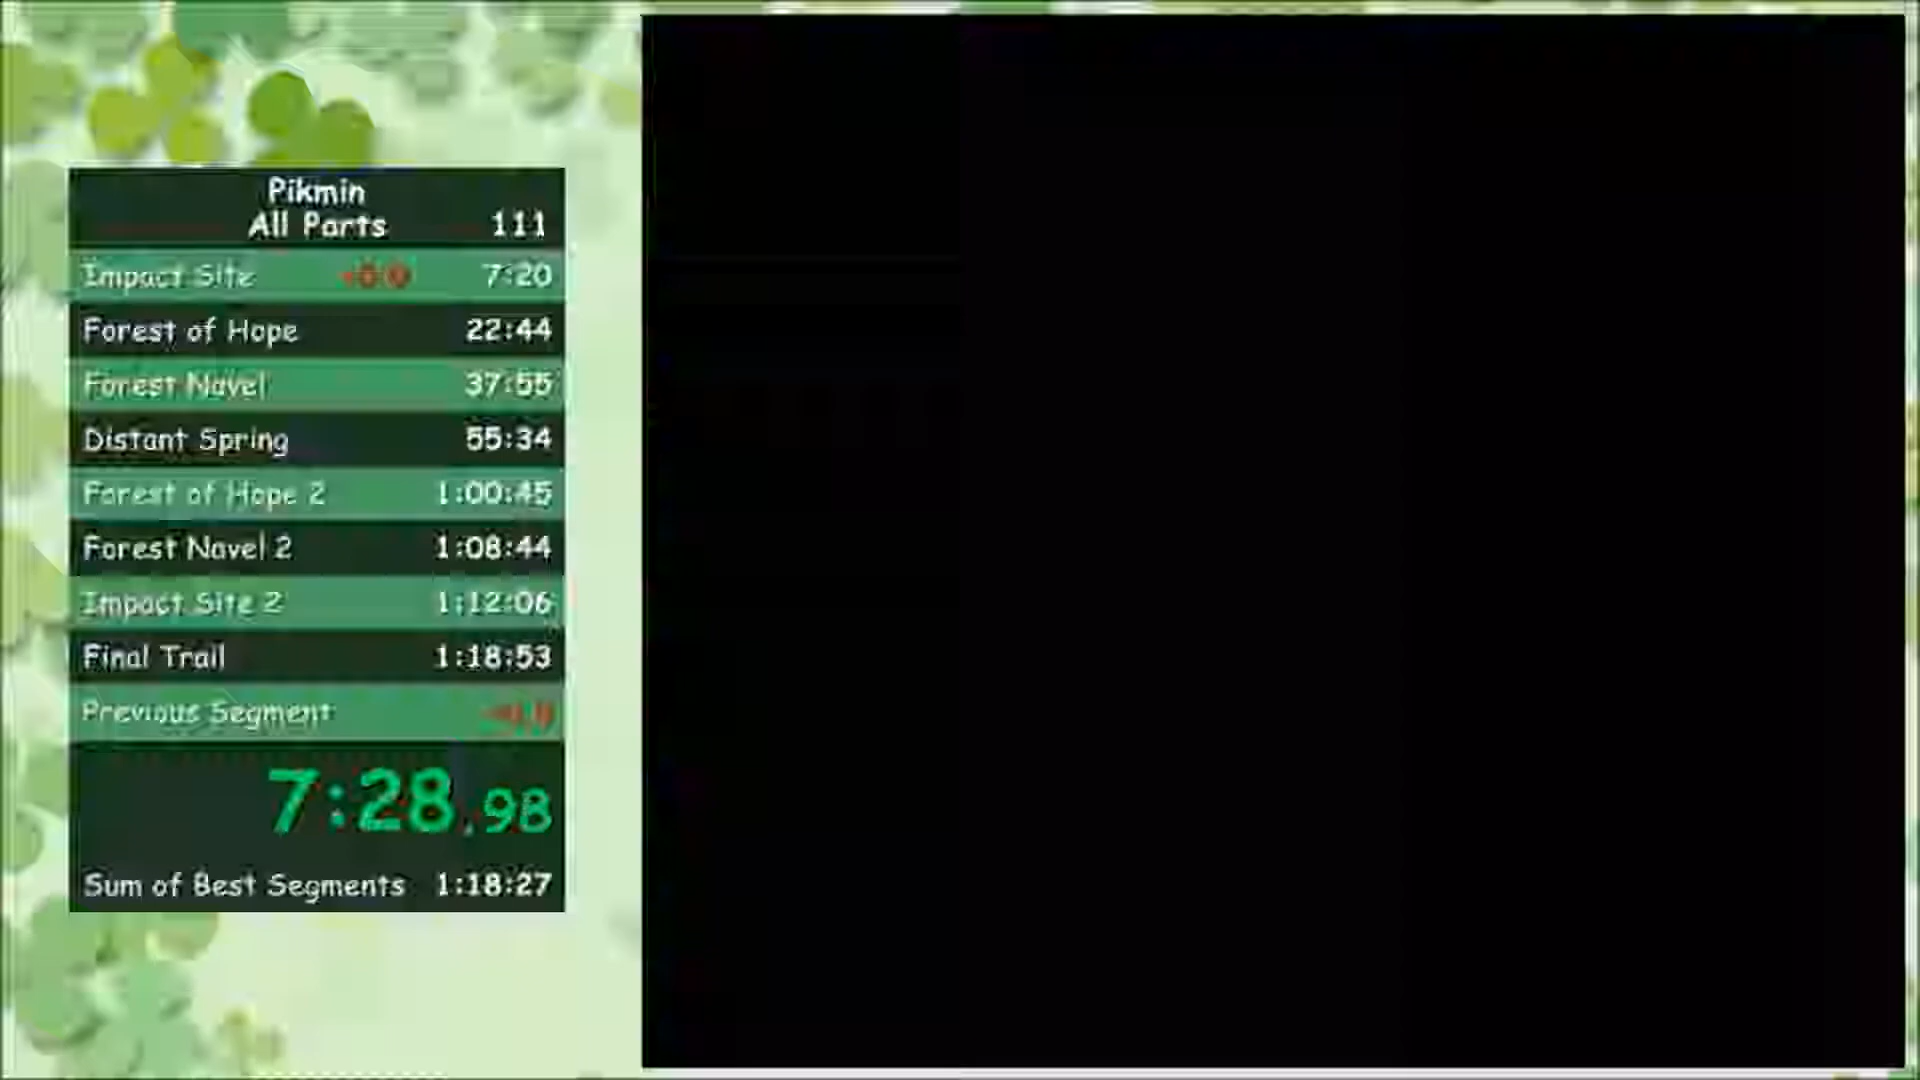 Pikmin
All Parts 111
Impact Site +0.0 7:20
Forest of Hope 22:44
Forest Navel 37:55
Distant Spring 55:34
Forest of Hope 2 1:00:45
Forest Navel 2 1:08:44
Impact Site 2 1:12:06
Final Trail 1:18:53
Previous Segment
7:28.98
Sum of Best Segments 1:18:27